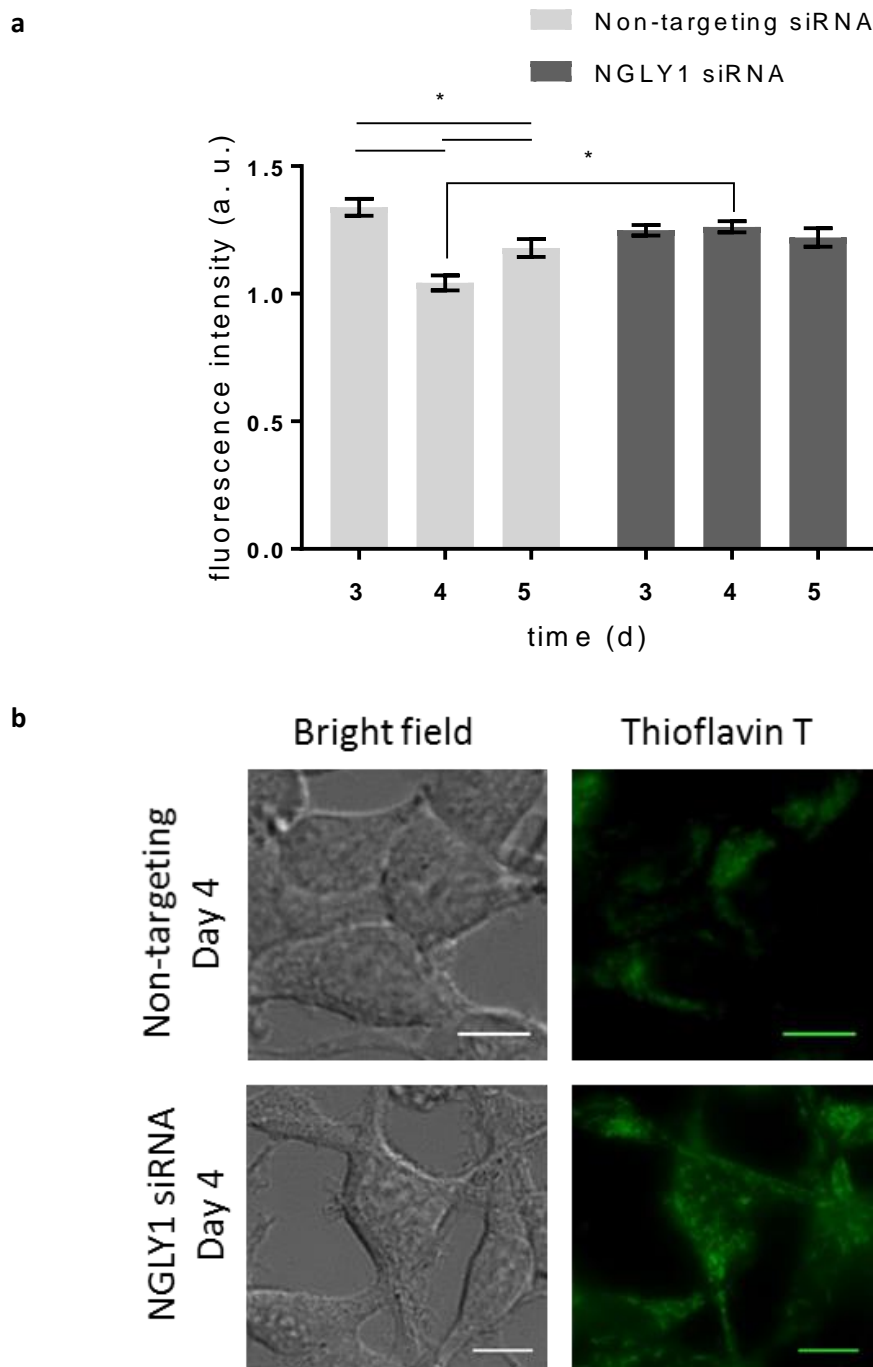 a
Non-targeting siRNA
NGLY1 siRNA
*
*
fluorescence intensity (a. u.)
1.5
1.0
0.5
0.0
3 4 5 3 4 5
time (d)
b
Bright field Thioflavin T
Non-targeting
Day 4
NGLY1 siRNA
Day 4